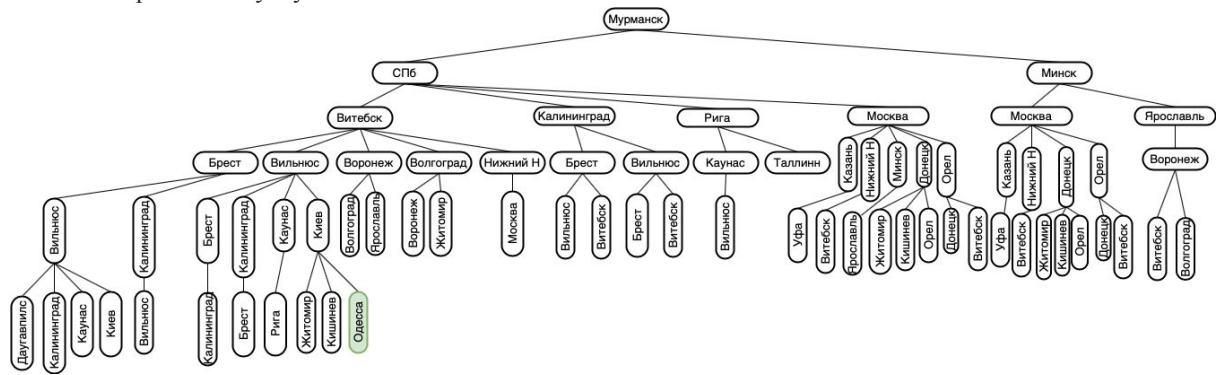 Мурманск
СПб
Минск
Витебск
Калининград
Рига
Москва
Москва
Ярославль
Брест
Вильнюс
Воронеж
Волгоград
Нижний Н
Брест
Вильнюс
Каунас
Таллинн
Казань
Нижний Н
Минск
Донецк
Орел
Казань
Нижний Н
Донецк
Орел
Воронеж
Вильнюс
Калининград
Брест
Калининград
Каунас
Киев
Волгоград
Ярославль
Воронеж
Житомир
Москва
Вильнюс
Витебск
Брест
Витебск
Вильнюс
Уфа
Витебск
Ярославль
Житомир
Кишинев
Орел
Донецк
Витебск
Уфа
Витебск
Житомир
Кишинев
Орел
Донецк
Витебск
Витебск
Волгоград
Даугавпилс
Калининград
Каунас
Киев
Вильнюс
Калининград
Брест
Рига
Житомир
Кишинев
Одесса